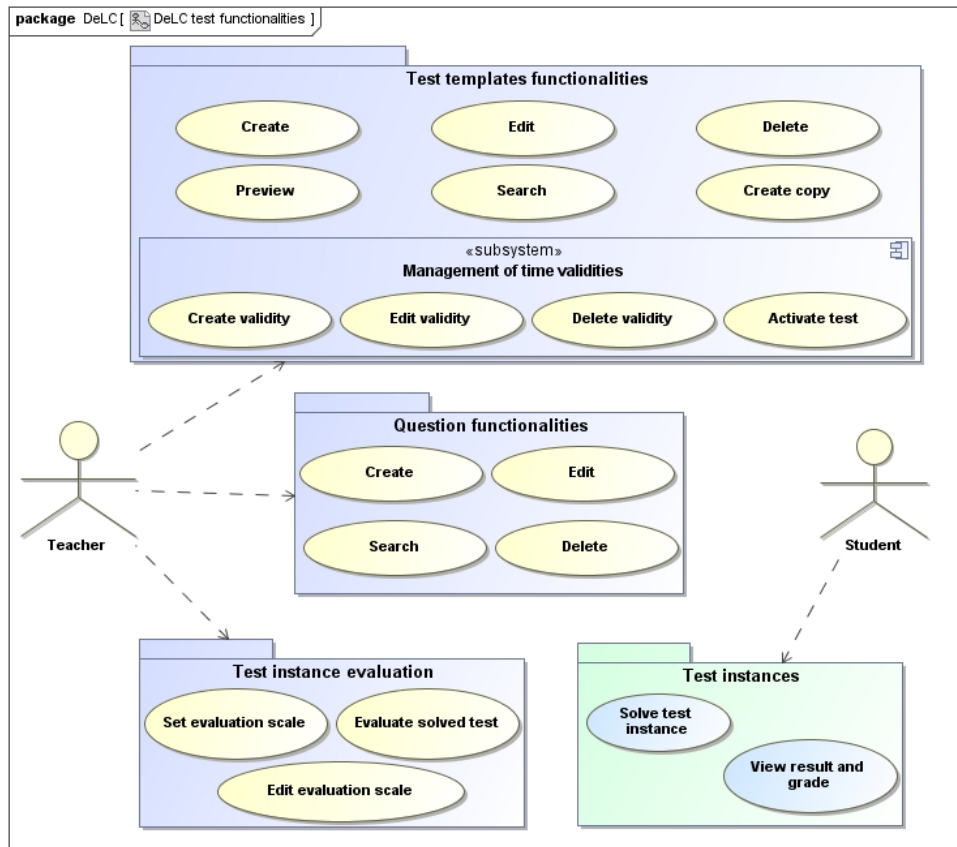 package DeLC [ DeLC test functionalities ]
Test templates functionalities
Create
Edit
Delete
Preview
Search
Create copy
«subsystem»
Management of time validities
Create validity
Edit validity
Delete validity
Activate test
Question functionalities
Create
Edit
Search
Delete
Teacher
Student
Test instance evaluation
Set evaluation scale
Evaluate solved test
Edit evaluation scale
Test instances
Solve test
instance
View result and
grade